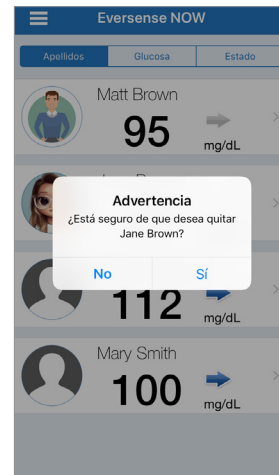 Eversense NOW
Apellidos Glucosa Estado
Matt Brown
95
mg/dL
Advertencia
¿Está seguro de que desea quitar
Jane Brown?
No Sí
112
mg/dL
Mary Smith
100
mg/dL